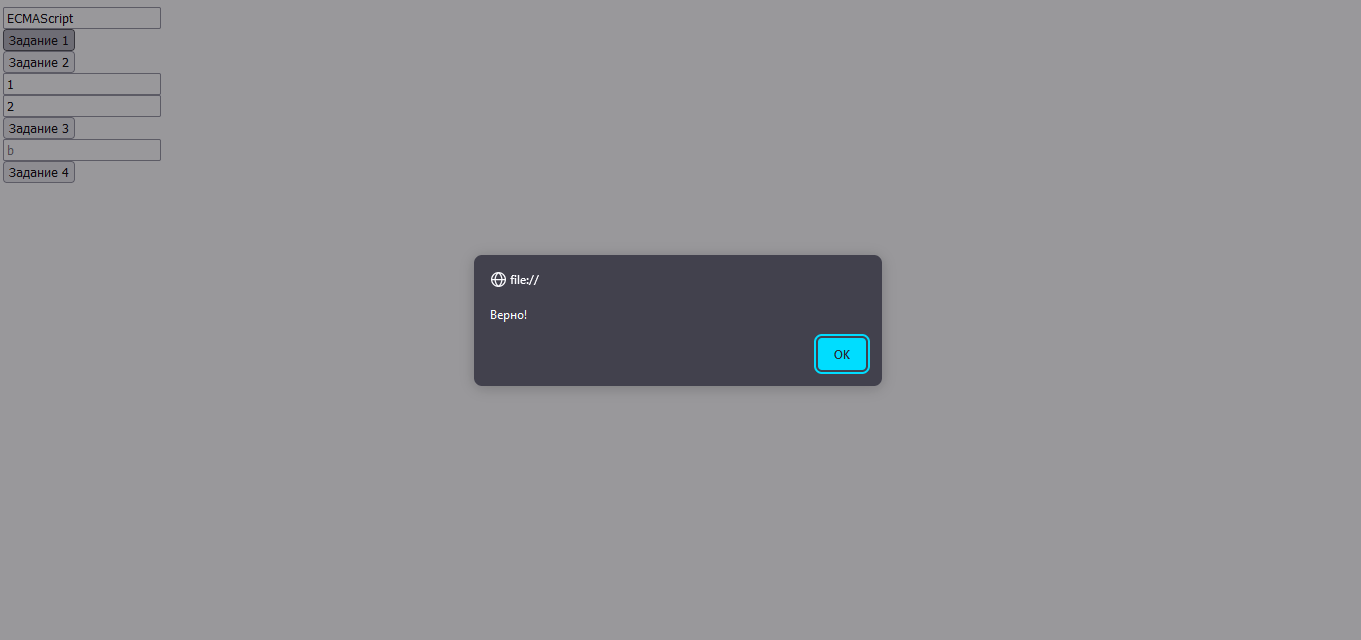 ECMAScript
Задание 1
Задание 2
1
2
Задание 3
b
Задание 4
file://
Верно!
OK